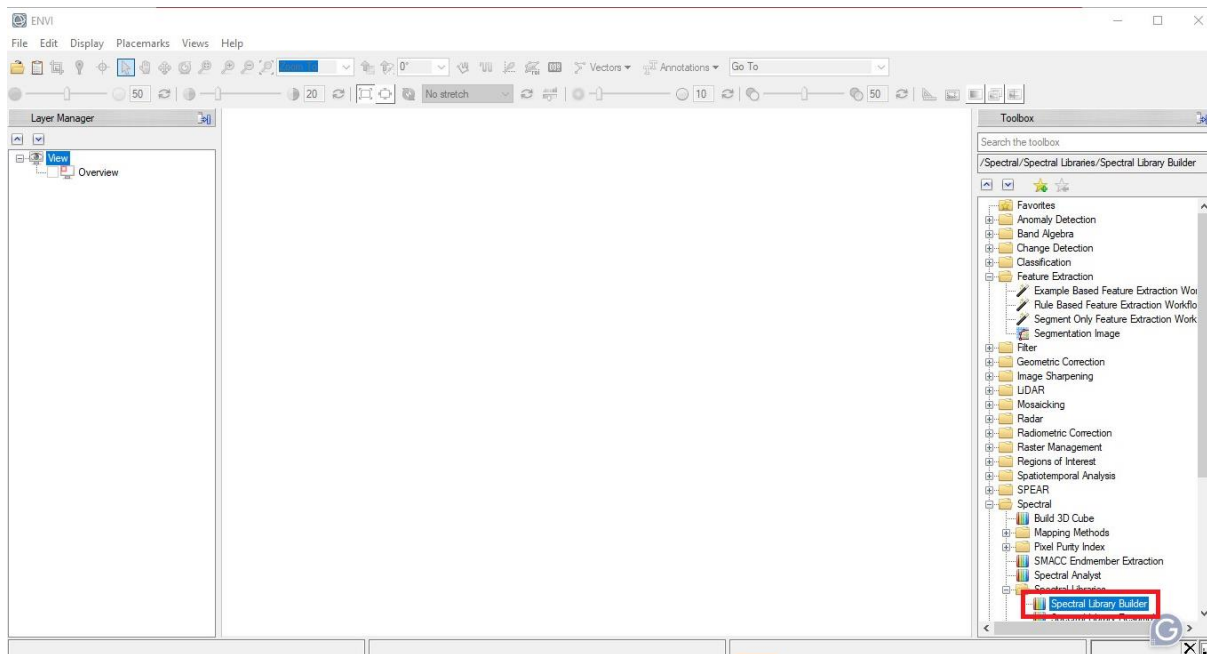 ENVI
File Edit Display Placemarks Views Help
0° Vectors Annotations Go To
50 20 No stretch 10 50
Layer Manager
View
Overview
Toolbox
Search the toolbox
/Spectral/Spectral Libraries/Spectral Library Builder
Favorites
Anomaly Detection
Band Algebra
Change Detection
Classification
Feature Extraction
Example Based Feature Extraction Wor
Rule Based Feature Extraction Workflo
Segment Only Feature Extraction Work
Segmentation Image
Filter
Geometric Correction
Image Sharpening
LiDAR
Mosaicking
Radar
Radiometric Correction
Raster Management
Regions of Interest
Spatiotemporal Analysis
SPEAR
Spectral
Build 3D Cube
Mapping Methods
Pixel Purity Index
SMACC Endmember Extraction
Spectral Analyst
Spectral Libraries
Spectral Library Builder